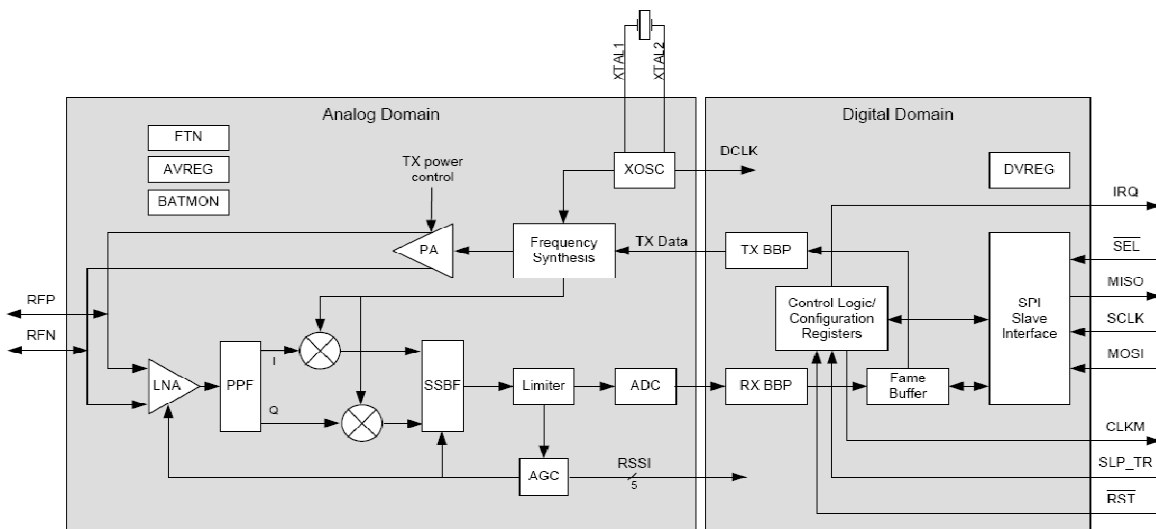 XTAL1
XTAL2
Analog Domain
Digital Domain
FTN
AVREG
BATMON
TX power
control
XOSC
DCLK
DVREG
IRQ
PA
Frequency
Synthesis
TX Data
TX BBP
SEL
MISO
SCLK
MOSI
RFP
RFN
Control Logic/
Configuration
Registers
SPI
Slave
Interface
LNA
PPF
I
Q
SSBF
Limiter
ADC
RX BBP
Fame
Buffer
AGC
RSSI
5
CLKM
SLP_TR
RST